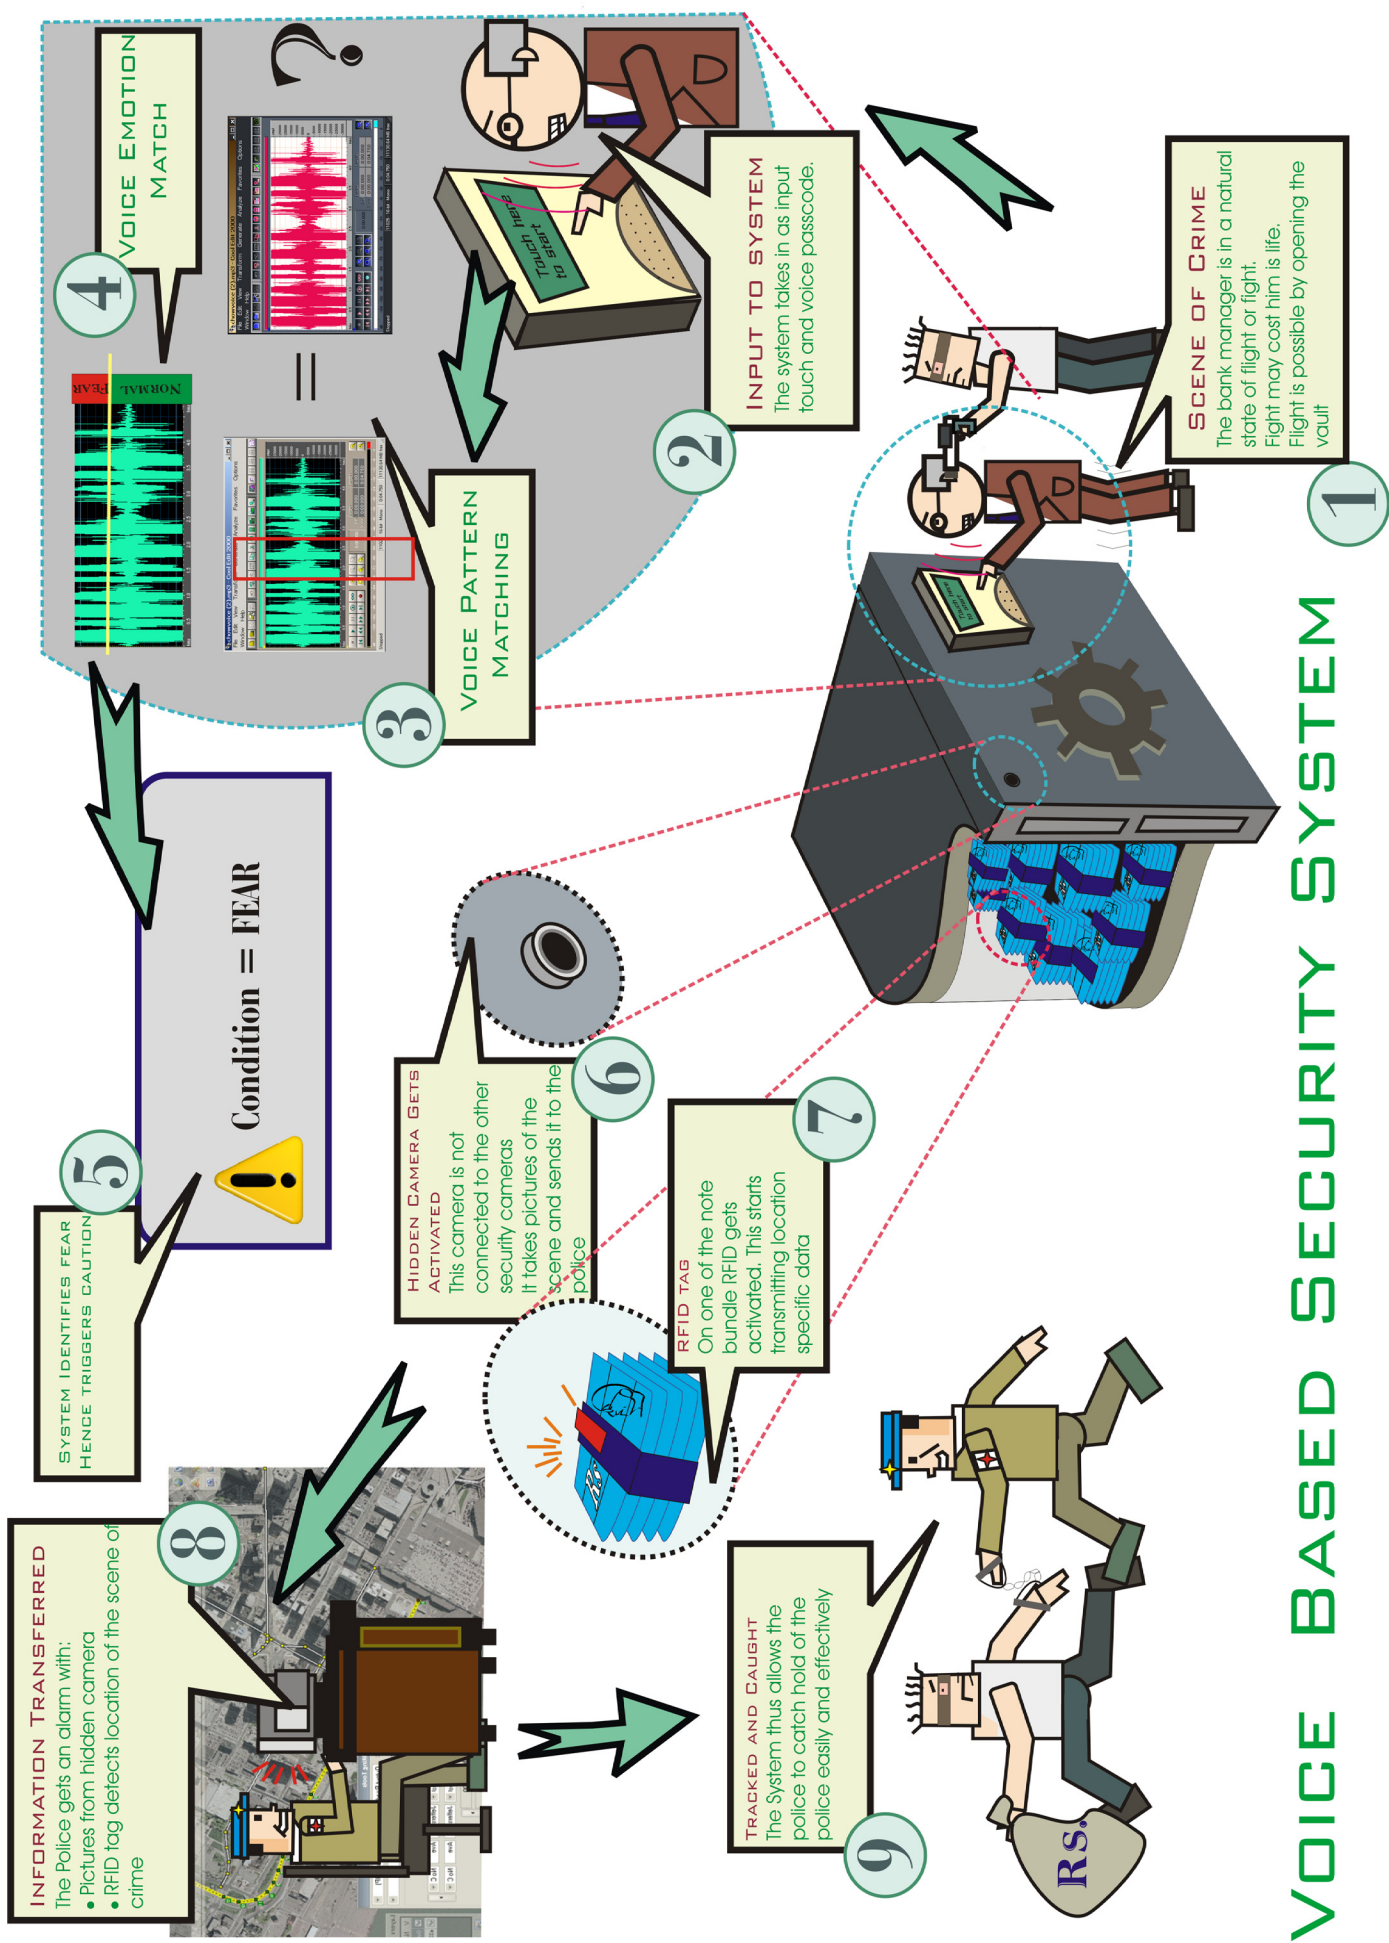 VOICE BASED SECURITY SYSTEM
1
SCENE OF CRIME
The bank manager is in a natural
state of flight or fight.
Fight may cost him is life.
Flight is possible by opening the
vault
Touch here
to start
2
INPUT TO SYSTEM
The system takes in as input
touch and voice passcode.
Touch here
to start
3
VOICE PATTERN
MATCHING
=
?
4
VOICE EMOTION
MATCH
FEAR
NORMAL
5
SYSTEM IDENTIFIES FEAR
HENCE TRIGGERS CAUTION
Condition = FEAR
6
HIDDEN CAMERA GETS
ACTIVATED
This camera is not
connected to the other
security cameras
It takes pictures of the
scene and sends it to the
police
7
RFID TAG
On one of the note
bundle RFID gets
activated. This starts
transmitting location
specific data
Rs.
8
INFORMATION TRANSFERRED
The Police gets an alarm with:
• Pictures from hidden camera
• RFID tag detects location of the scene of
crime
9
TRACKED AND CAUGHT
The System thus allows the
police to catch hold of the
police easily and effectively
Rs.